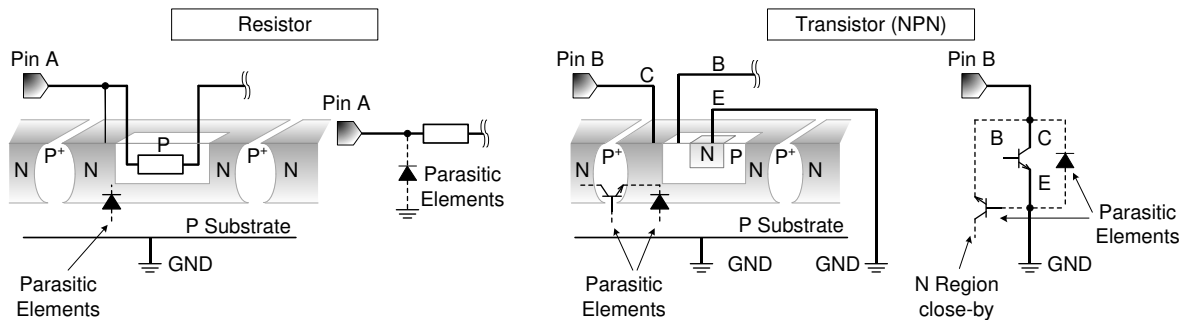 Resistor
Transistor (NPN)
Pin A
Pin A
N
P+
N
P
P+
N
N
Parasitic
Elements
P Substrate
GND
Parasitic
Elements
Pin B
C
B
E
N
P+
N
N
P
P+
N
N
P Substrate
GND
GND
Parasitic
Elements
Pin B
B
C
E
Parasitic
Elements
GND
N Region
close-by